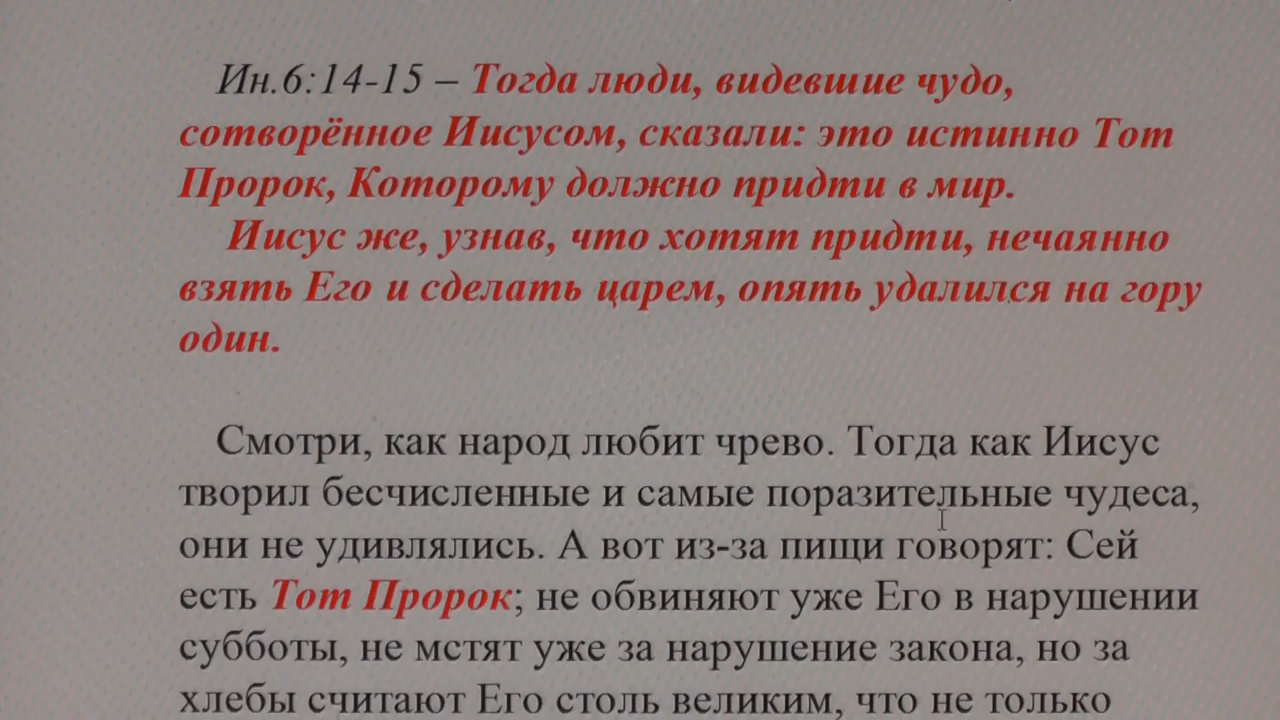 Ин.6:14-15 – Тогда люди, видевшие чудо,
сотворённое Иисусом, сказали: это истинно Тот
Пророк, Которому должно придти в мир.
Иисус же, узнав, что хотят придти, нечаянно
взять Его и сделать царем, опять удалился на гору
один.
Смотри, как народ любит чрево. Тогда как Иисус
творил бесчисленные и самые поразительные чудеса,
они не удивлялись. А вот из-за пищи говорят: Сей
есть Тот Пророк; не обвиняют уже Его в нарушении
субботы, не мстят уже за нарушение закона, но за
хлебы считают Его столь великим, что не только